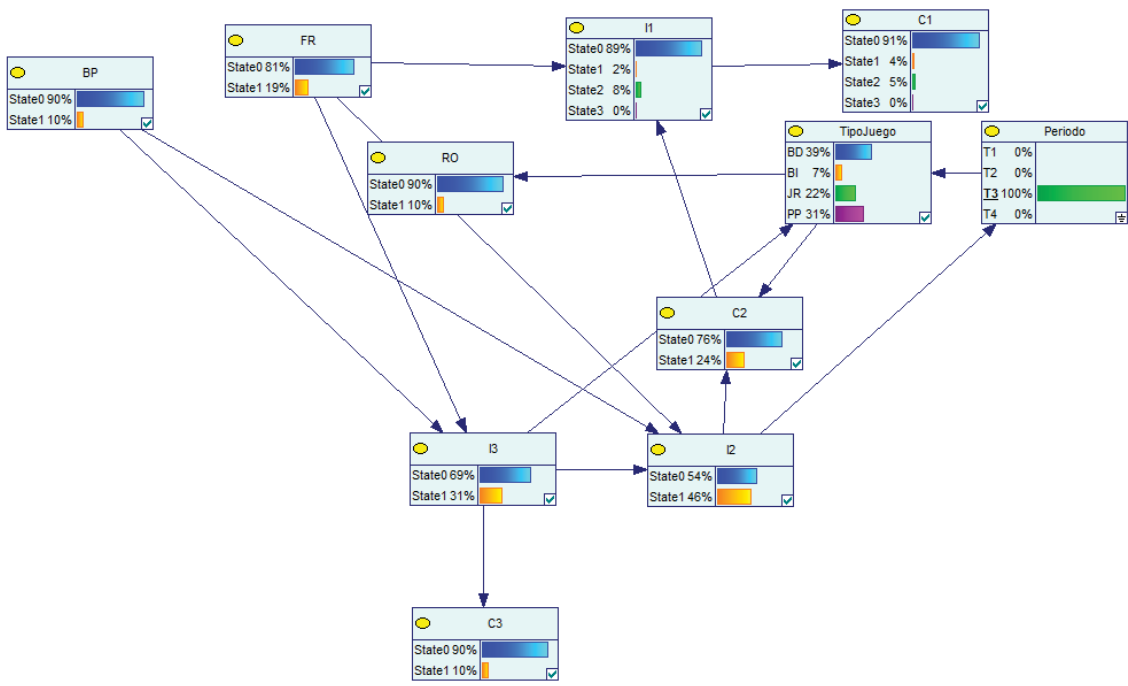 BP
State0 90%
State1 10%
FR
State0 81%
State1 19%
I1
State0 89%
State1 2%
State2 8%
State3 0%
C1
State0 91%
State1 4%
State2 5%
State3 0%
RO
State0 90%
State1 10%
TipoJuego
BD 39%
BI 7%
JR 22%
PP 31%
Periodo
T1 0%
T2 0%
T3 100%
T4 0%
C2
State0 76%
State1 24%
I3
State0 69%
State1 31%
I2
State0 54%
State1 46%
C3
State0 90%
State1 10%